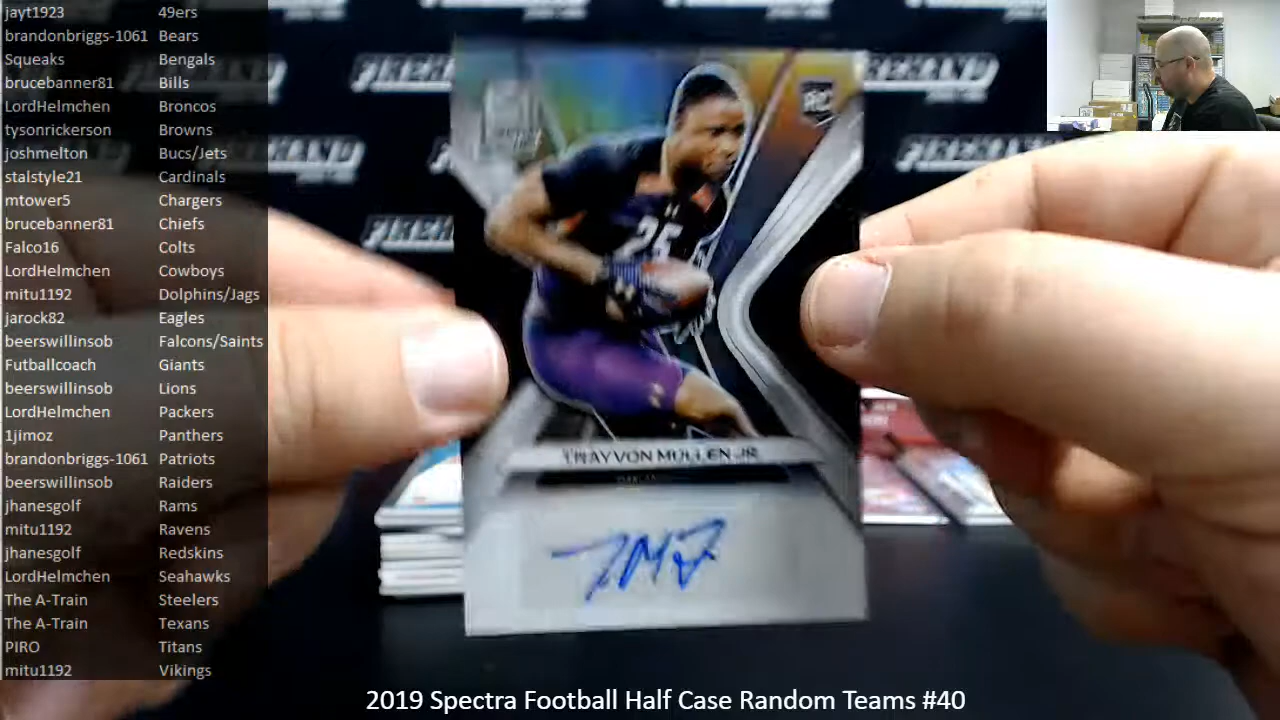 jayt1923 49ers
brandonbriggs-1061 Bears
Squeaks Bengals
brucebanner81 Bills
LordHelmchen Broncos
tysonrickerson Browns
joshmelton Bucs/Jets
stalstyle21 Cardinals
mtower5 Chargers
brucebanner81 Chiefs
Falco16 Colts
LordHelmchen Cowboys
mitu1192 Dolphins/Jags
jarock82 Eagles
beerswillinsob Falcons/Saints
Futballcoach Giants
beerswillinsob Lions
LordHelmchen Packers
1jimoz Panthers
brandonbriggs-1061 Patriots
beerswillinsob Raiders
jhanesgolf Rams
mitu1192 Ravens
jhanesgolf Redskins
LordHelmchen Seahawks
The A-Train Steelers
The A-Train Texans
PIRO Titans
mitu1192 Vikings
FIREHAND
FIREHAND
FIREHAND
FIREHAND
RC
25
TRAYVON MULLEN JR.
2019 Spectra Football Half Case Random Teams #40